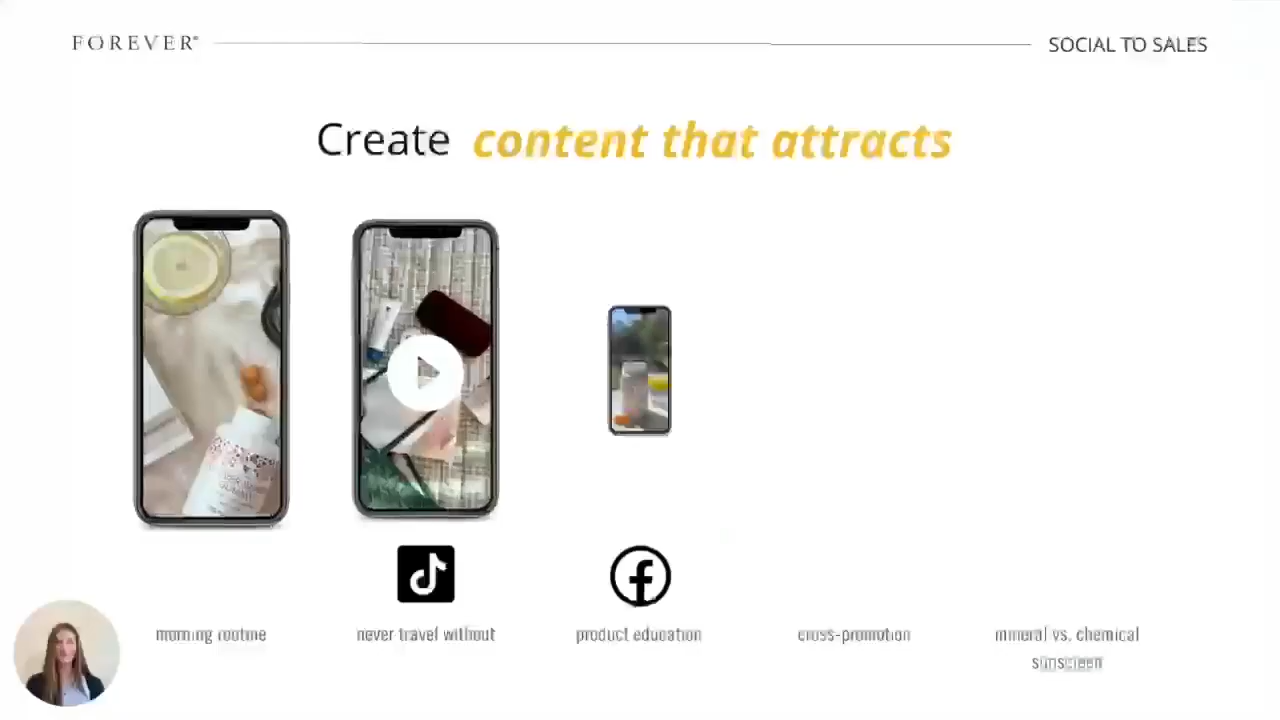 FOREVER®
SOCIAL TO SALES
Create content that attracts
morning routine
never travel without
product education
cross-promotion
mineral vs. chemical
sunscreen